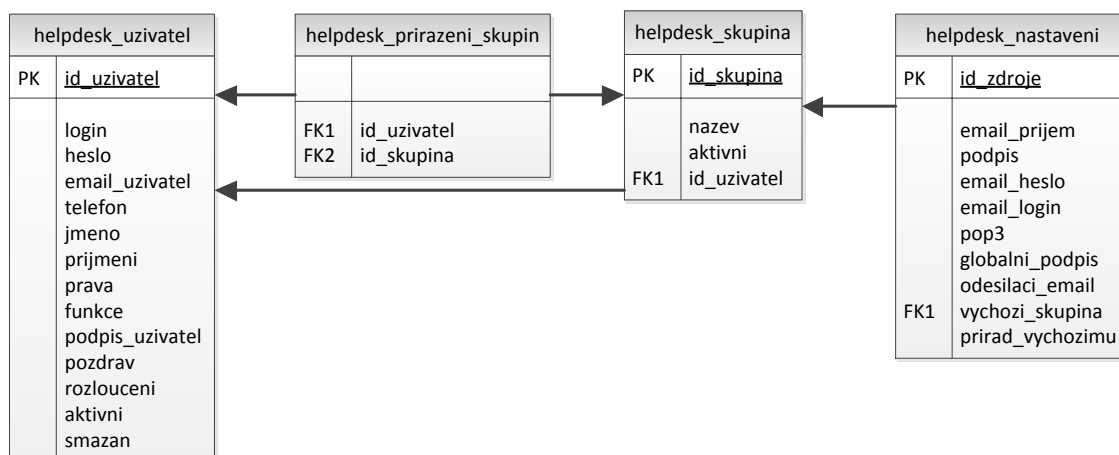 helpdesk_uzivatel
PK id_uzivatel
login
heslo
email_uzivatel
telefon
jmeno
prijmeni
prava
funkce
podpis_uzivatel
pozdrav
rozlouceni
aktivni
smazan
helpdesk_prirazeni_skupin
FK1 id_uzivatel
FK2 id_skupina
helpdesk_skupina
PK id_skupina
nazev
aktivni
FK1 id_uzivatel
helpdesk_nastaveni
PK id_zdroje
email_prijem
podpis
email_heslo
email_login
pop3
globalni_podpis
odesilaci_email
FK1 vychozi_skupina
prirad_vychozimu